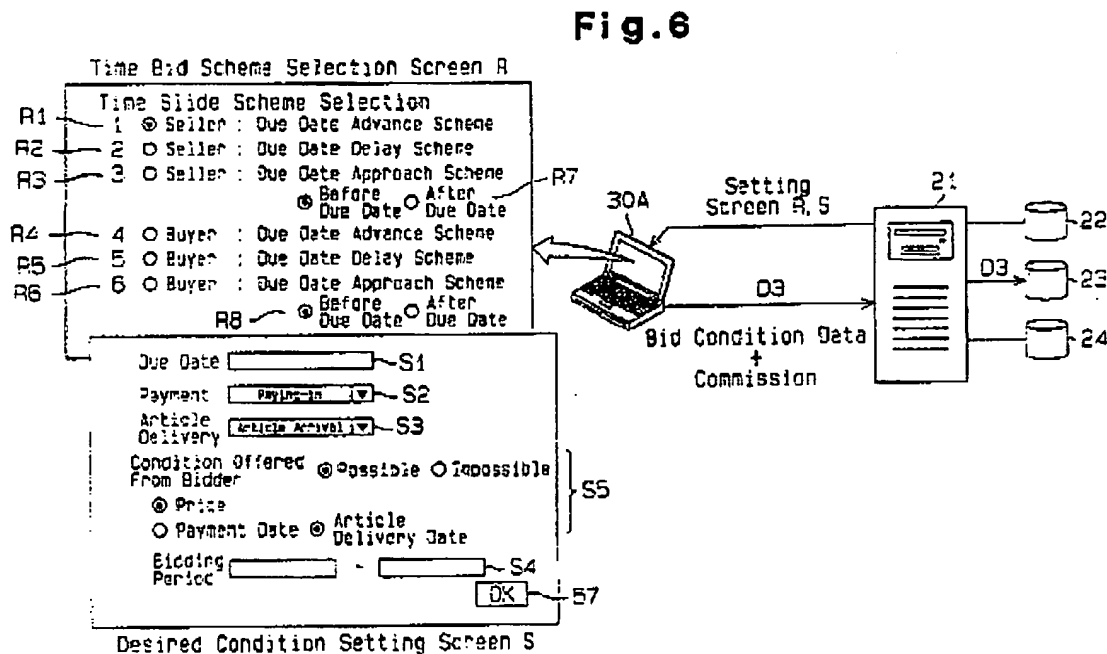 Fig.6
Time Bid Scheme Selection Screen R
Time Slide Scheme Selection
R1 1 Seller : Due Date Advance Scheme
R2 2 Seller : Due Date Delay Scheme
R3 3 Seller : Due Date Approach Scheme
Before Due Date After Due Date R7
R4 4 Buyer : Due Date Advance Scheme
R5 5 Buyer : Due Date Delay Scheme
R6 6 Buyer : Due Date Approach Scheme
R8 Before Due Date After Due Date
Due Date S1
Payment Paying-in S2
Article Delivery Article Arrival S3
Condition Offered From Bidder Possible Impossible
S5
Price
Payment Date Article Delivery Date
Bidding Period - S4
OK 57
Desired Condition Setting Screen S
30A
Setting Screen R,S
21
22
D3
D3
23
24
Bid Condition Data
+
Commission